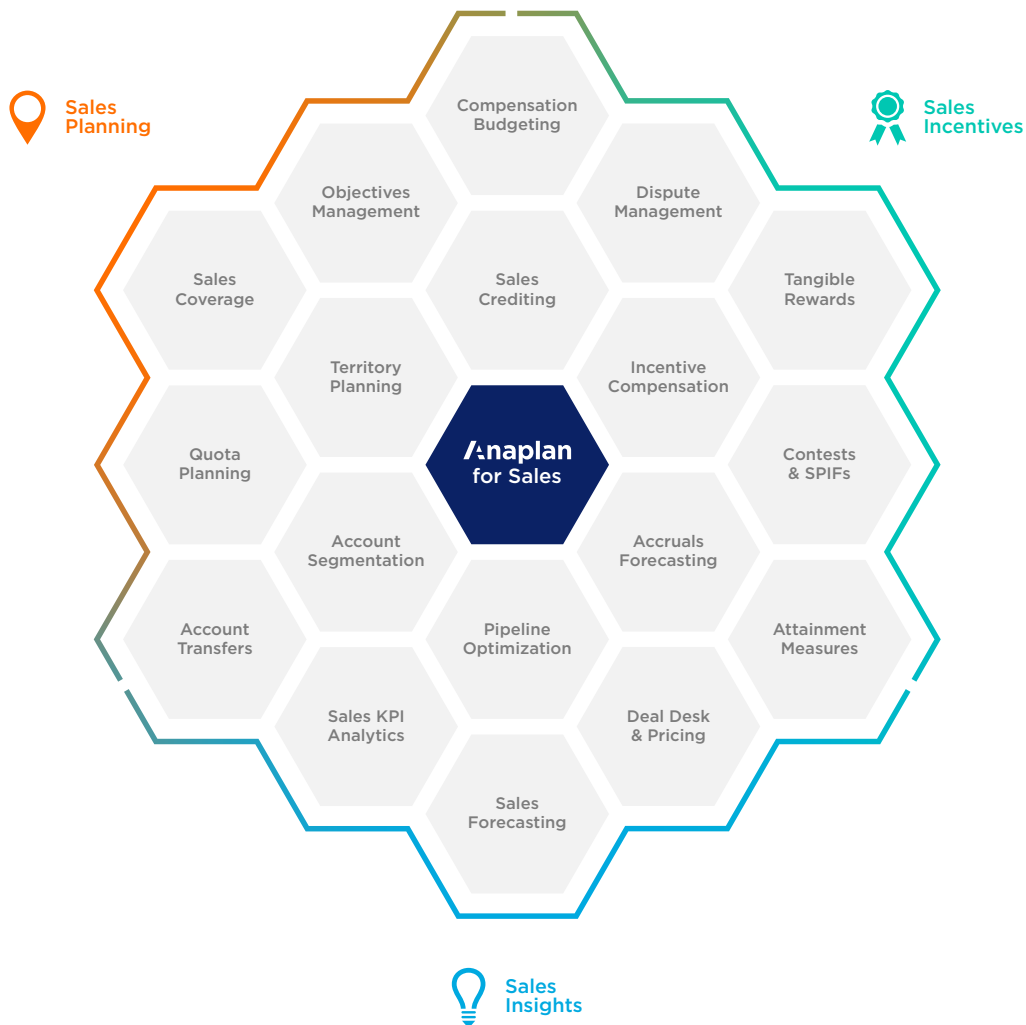 Compensation
Budgeting
Sales
Planning
Sales
Incentives
Objectives
Management
Dispute
Management
Sales
Coverage
Sales
Crediting
Tangible
Rewards
Territory
Planning
Incentive
Compensation
Quota
Planning
Anaplan
for Sales
Contests
& SPIFs
Account
Segmentation
Accruals
Forecasting
Account
Transfers
Pipeline
Optimization
Attainment
Measures
Sales KPI
Analytics
Deal Desk
& Pricing
Sales
Forecasting
Sales
Insights